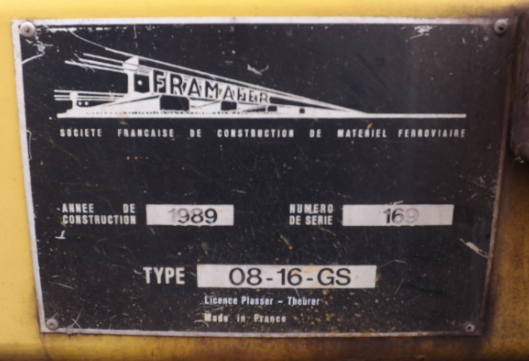 FRAMAFER
SOCIETE FRANCAISE DE CONSTRUCTION DE MATERIEL FERROVIAIRE
ANNEE DE
CONSTRUCTION 1989
NUMERO
DE SERIE 169
TYPE 08-16-GS
Licence Plasser - Theurer
Made in France